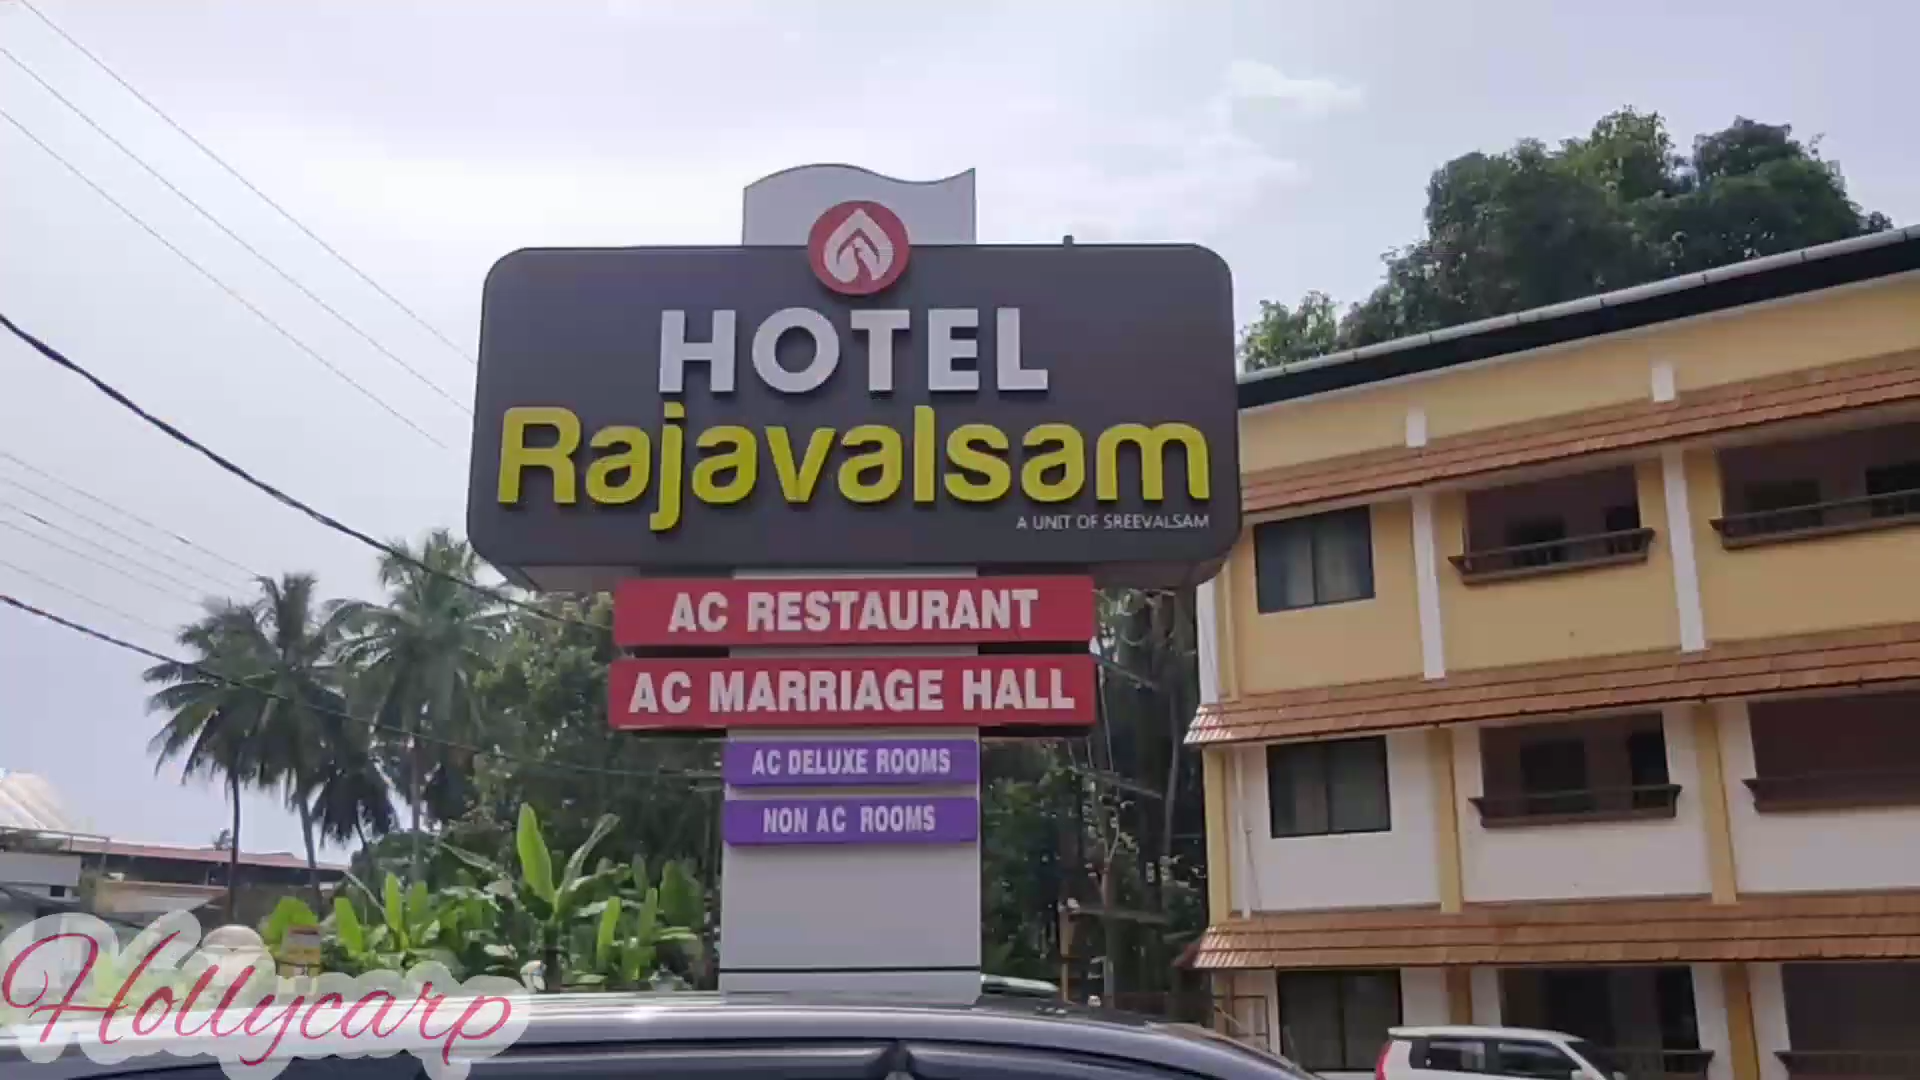 HOTEL
Rajavalsam
A UNIT OF SREEVALSAM
AC RESTAURANT
AC MARRIAGE HALL
AC DELUXE ROOMS
NON AC ROOMS
Hollycarp